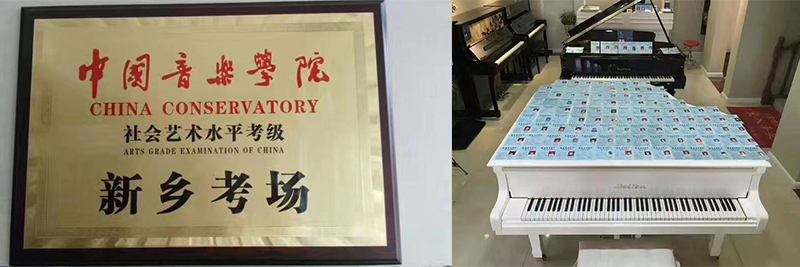 中国音樂學院
CHINA CONSERVATORY
社会艺术水平考级
ARTS GRADE EXAMINATION OF CHINA
新乡考场